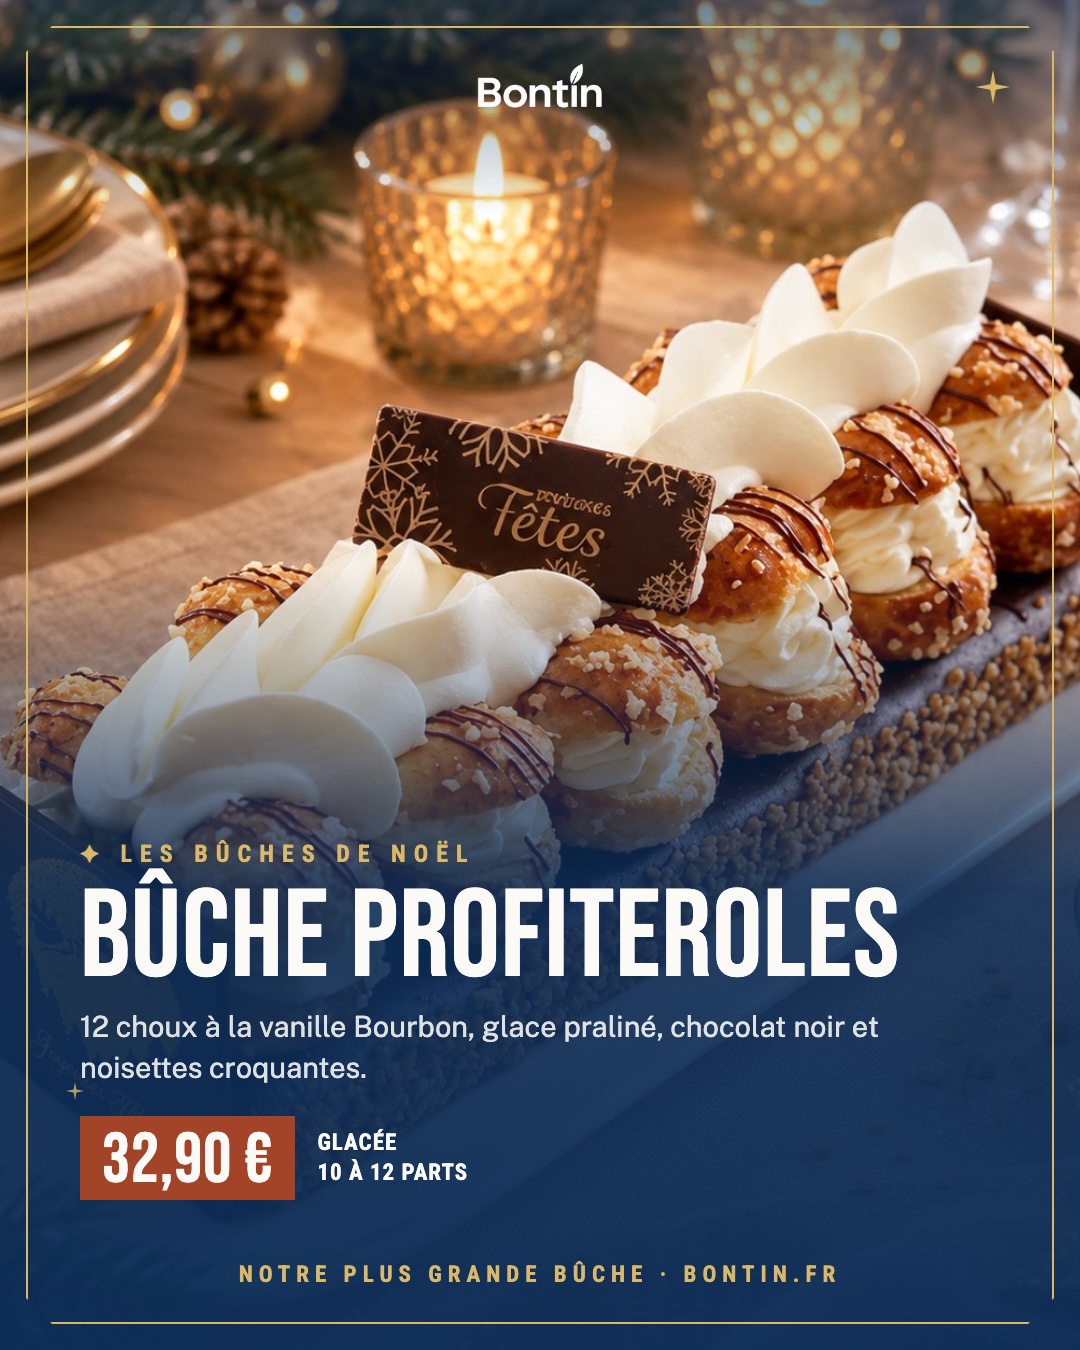 Bontin
Fêtes
✦ LES BÛCHES DE NOËL
BÛCHE PROFITEROLES
12 choux à la vanille Bourbon, glace praliné, chocolat noir et
noisettes croquantes.
32,90 €
GLACÉE
10 À 12 PARTS
NOTRE PLUS GRANDE BÛCHE · BONTIN.FR